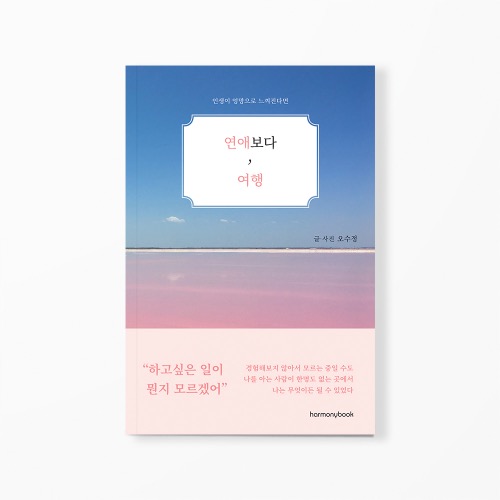 인생이 엉망으로 느껴진다면
연애보다
,
여행
글·사진 오수정
“하고싶은 일이
뭔지 모르겠어”
경험해보지 않아서 모르는 중일 수도
나를 아는 사람이 한명도 없는 곳에서
나는 무엇이든 될 수 있었다
harmonybook